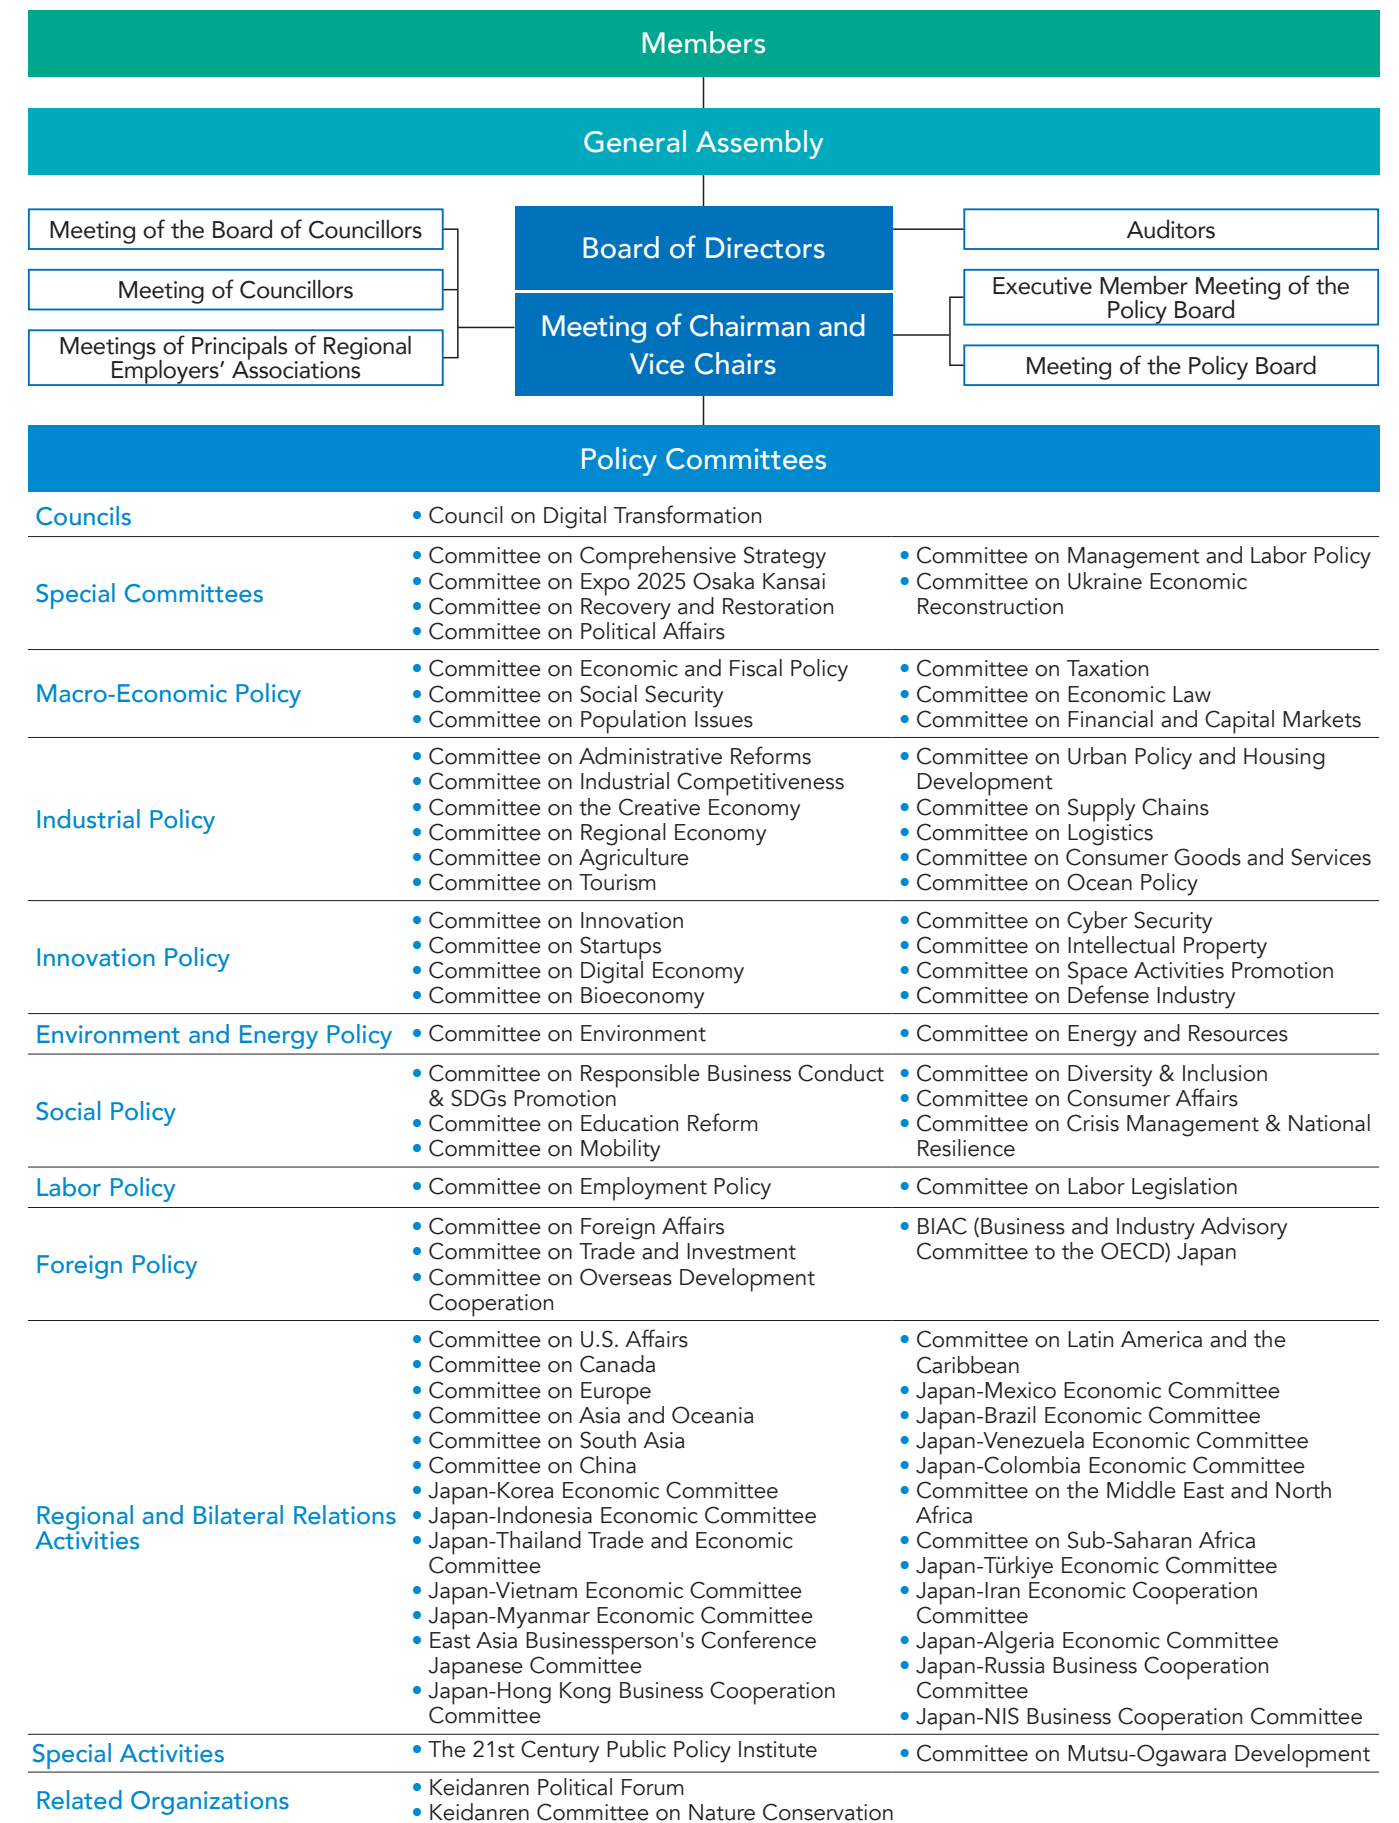 Members
General Assembly
Meeting of the Board of Councillors
Meeting of Councillors
Meetings of Principals of Regional
Employers' Associations
Board of Directors
Meeting of Chairman and
Vice Chairs
Auditors
Executive Member Meeting of the
Policy Board
Meeting of the Policy Board
Policy Committees
Councils
• Council on Digital Transformation
Special Committees
• Committee on Comprehensive Strategy
• Committee on Expo 2025 Osaka Kansai
• Committee on Recovery and Restoration
• Committee on Political Affairs
• Committee on Management and Labor Policy
• Committee on Ukraine Economic
Reconstruction
Macro-Economic Policy
• Committee on Economic and Fiscal Policy
• Committee on Social Security
• Committee on Population Issues
• Committee on Taxation
• Committee on Economic Law
• Committee on Financial and Capital Markets
Industrial Policy
• Committee on Administrative Reforms
• Committee on Industrial Competitiveness
• Committee on the Creative Economy
• Committee on Regional Economy
• Committee on Agriculture
• Committee on Tourism
• Committee on Urban Policy and Housing
Development
• Committee on Supply Chains
• Committee on Logistics
• Committee on Consumer Goods and Services
• Committee on Ocean Policy
Innovation Policy
• Committee on Innovation
• Committee on Startups
• Committee on Digital Economy
• Committee on Bioeconomy
• Committee on Cyber Security
• Committee on Intellectual Property
• Committee on Space Activities Promotion
• Committee on Defense Industry
Environment and Energy Policy
• Committee on Environment
• Committee on Energy and Resources
Social Policy
• Committee on Responsible Business Conduct
& SDGs Promotion
• Committee on Education Reform
• Committee on Mobility
• Committee on Diversity & Inclusion
• Committee on Consumer Affairs
• Committee on Crisis Management & National
Resilience
Labor Policy
• Committee on Employment Policy
• Committee on Labor Legislation
Foreign Policy
• Committee on Foreign Affairs
• Committee on Trade and Investment
• Committee on Overseas Development
Cooperation
• BIAC (Business and Industry Advisory
Committee to the OECD) Japan
Regional and Bilateral Relations
Activities
• Committee on U.S. Affairs
• Committee on Canada
• Committee on Europe
• Committee on Asia and Oceania
• Committee on South Asia
• Committee on China
• Japan-Korea Economic Committee
• Japan-Indonesia Economic Committee
• Japan-Thailand Trade and Economic
Committee
• Japan-Vietnam Economic Committee
• Japan-Myanmar Economic Committee
• East Asia Businessperson's Conference
Japanese Committee
• Japan-Hong Kong Business Cooperation
Committee
• Committee on Latin America and the
Caribbean
• Japan-Mexico Economic Committee
• Japan-Brazil Economic Committee
• Japan-Venezuela Economic Committee
• Japan-Colombia Economic Committee
• Committee on the Middle East and North
Africa
• Committee on Sub-Saharan Africa
• Japan-Türkiye Economic Committee
• Japan-Iran Economic Cooperation
Committee
• Japan-Algeria Economic Committee
• Japan-Russia Business Cooperation
Committee
• Japan-NIS Business Cooperation Committee
Special Activities
• The 21st Century Public Policy Institute
• Committee on Mutsu-Ogawara Development
Related Organizations
• Keidanren Political Forum
• Keidanren Committee on Nature Conservation